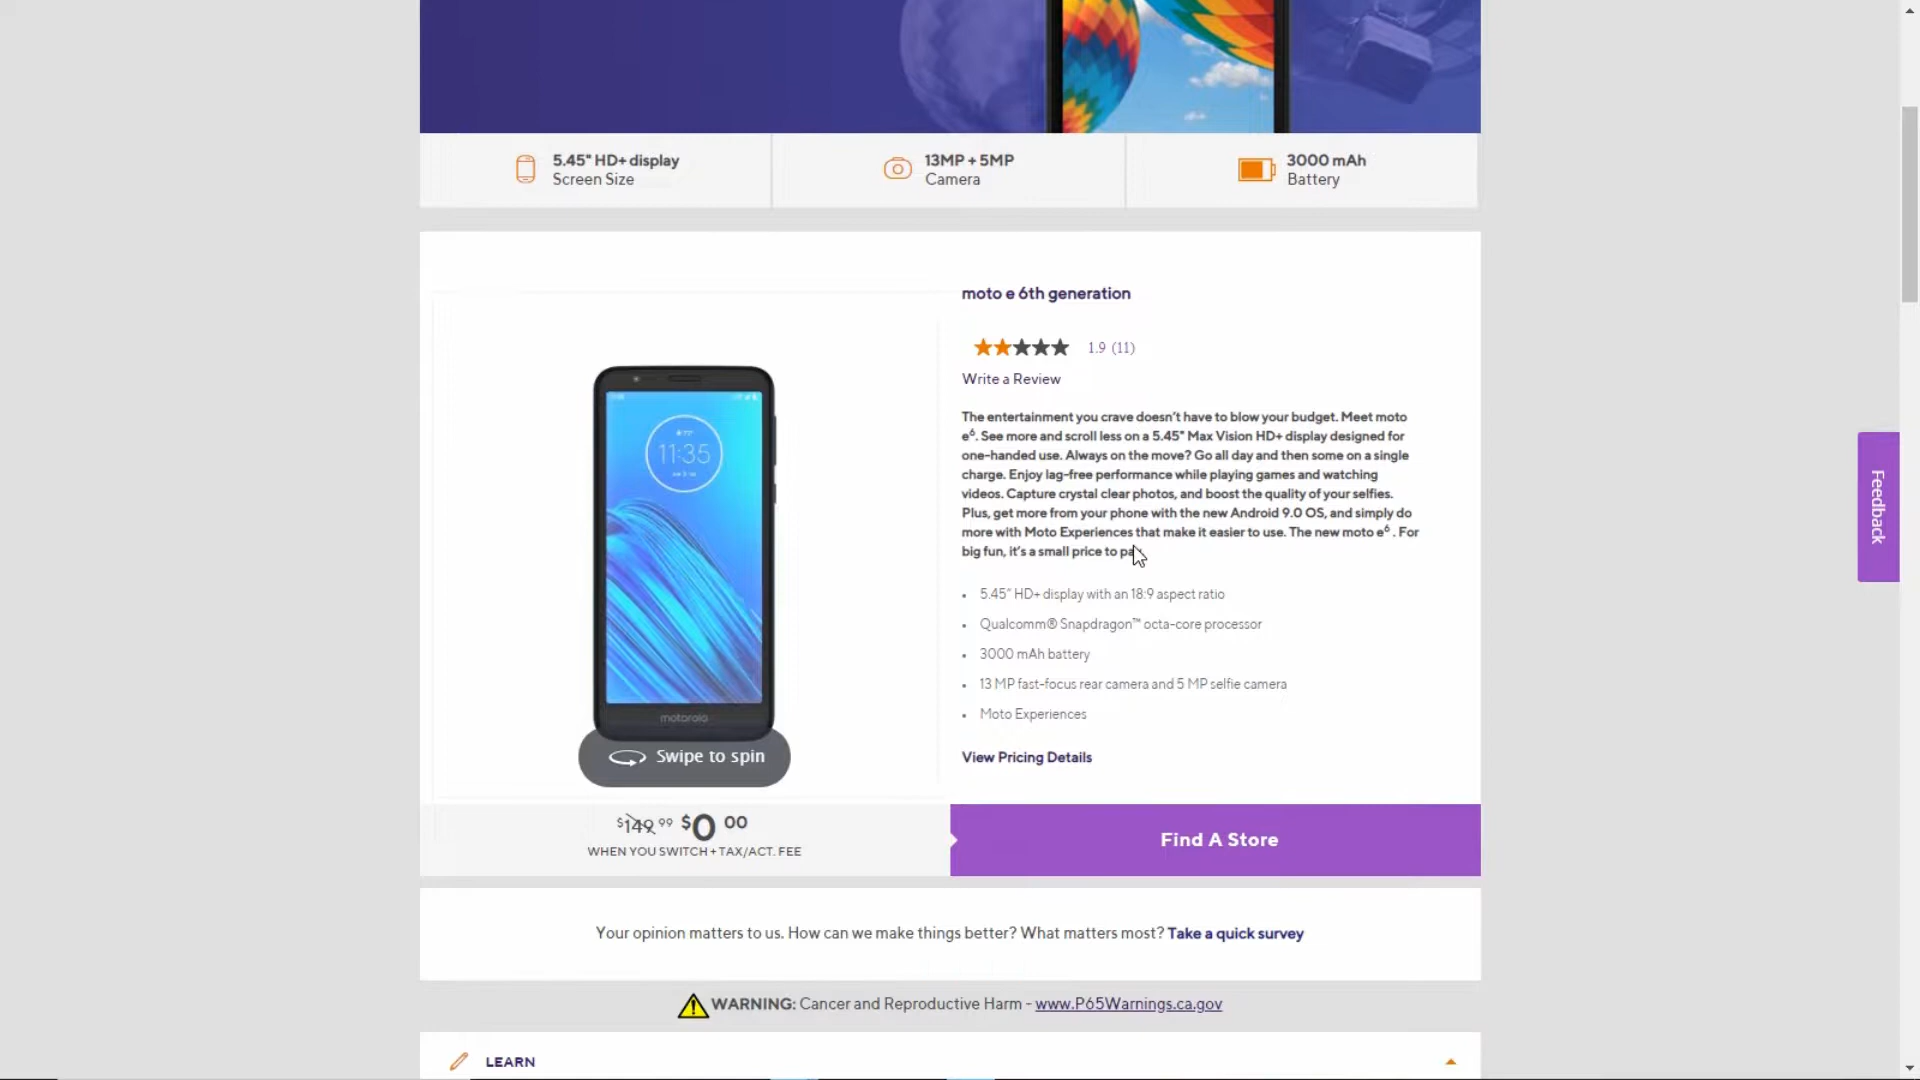 5.45" HD+ display
Screen Size
13MP + 5MP
Camera
3000 mAh
Battery
moto e 6th generation
1.9 (11)
Write a Review
The entertainment you crave doesn't have to blow your budget. Meet moto
e⁶. See more and scroll less on a 5.45" Max Vision HD+ display designed for
one-handed use. Always on the move? Go all day and then some on a single
charge. Enjoy lag-free performance while playing games and watching
videos. Capture crystal clear photos, and boost the quality of your selfies.
Plus, get more from your phone with the new Android 9.0 OS, and simply do
more with Moto Experiences that make it easier to use. The new moto e⁶ . For
big fun, it's a small price to
• 5.45" HD+ display with an 18:9 aspect ratio
• Qualcomm® Snapdragon™ octa-core processor
• 3000 mAh battery
• 13 MP fast-focus rear camera and 5 MP selfie camera
• Moto Experiences
View Pricing Details
11:35
motorola
Swipe to spin
$149 99 $0 00
WHEN YOU SWITCH + TAX/ACT. FEE
Find A Store
Feedback
Your opinion matters to us. How can we make things better? What matters most? Take a quick survey
WARNING: Cancer and Reproductive Harm - www.P65Warnings.ca.gov
LEARN